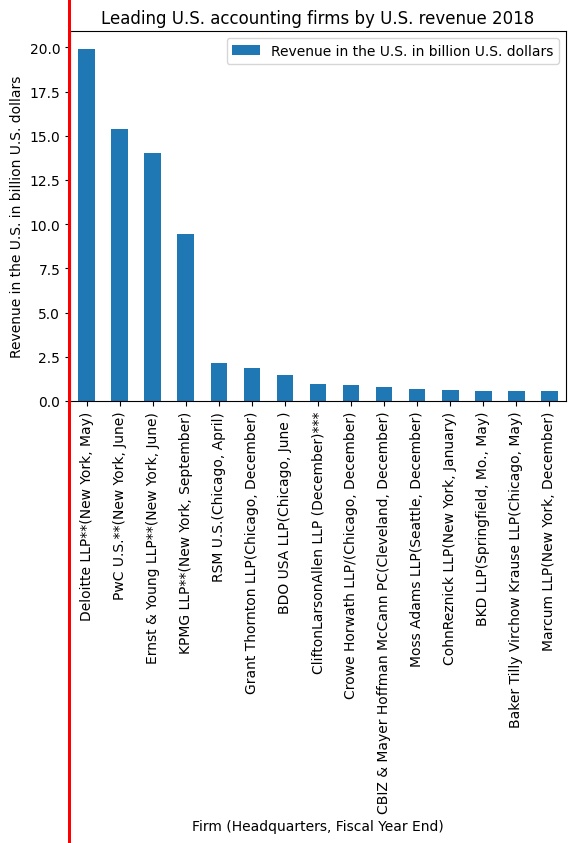 Leading U.S. accounting firms by U.S. revenue 2018
Revenue in the U.S. in billion U.S. dollars
Revenue in the U.S. in billion U.S. dollars
20.0
17.5
15.0
12.5
10.0
7.5
5.0
2.5
0.0
Deloitte LLP**(New York, May)
PwC U.S.**(New York, June)
Ernst & Young LLP**(New York, June)
KPMG LLP**(New York, September)
RSM U.S.(Chicago, April)
Grant Thornton LLP(Chicago, December)
BDO USA LLP(Chicago, June )
CliftonLarsonAllen LLP (December)***
Crowe Horwath LLP/(Chicago, December)
CBIZ & Mayer Hoffman McCann PC(Cleveland, December)
Moss Adams LLP(Seattle, December)
CohnReznick LLP(New York, January)
BKD LLP(Springfield, Mo., May)
Baker Tilly Virchow Krause LLP(Chicago, May)
Marcum LLP(New York, December)
Firm (Headquarters, Fiscal Year End)